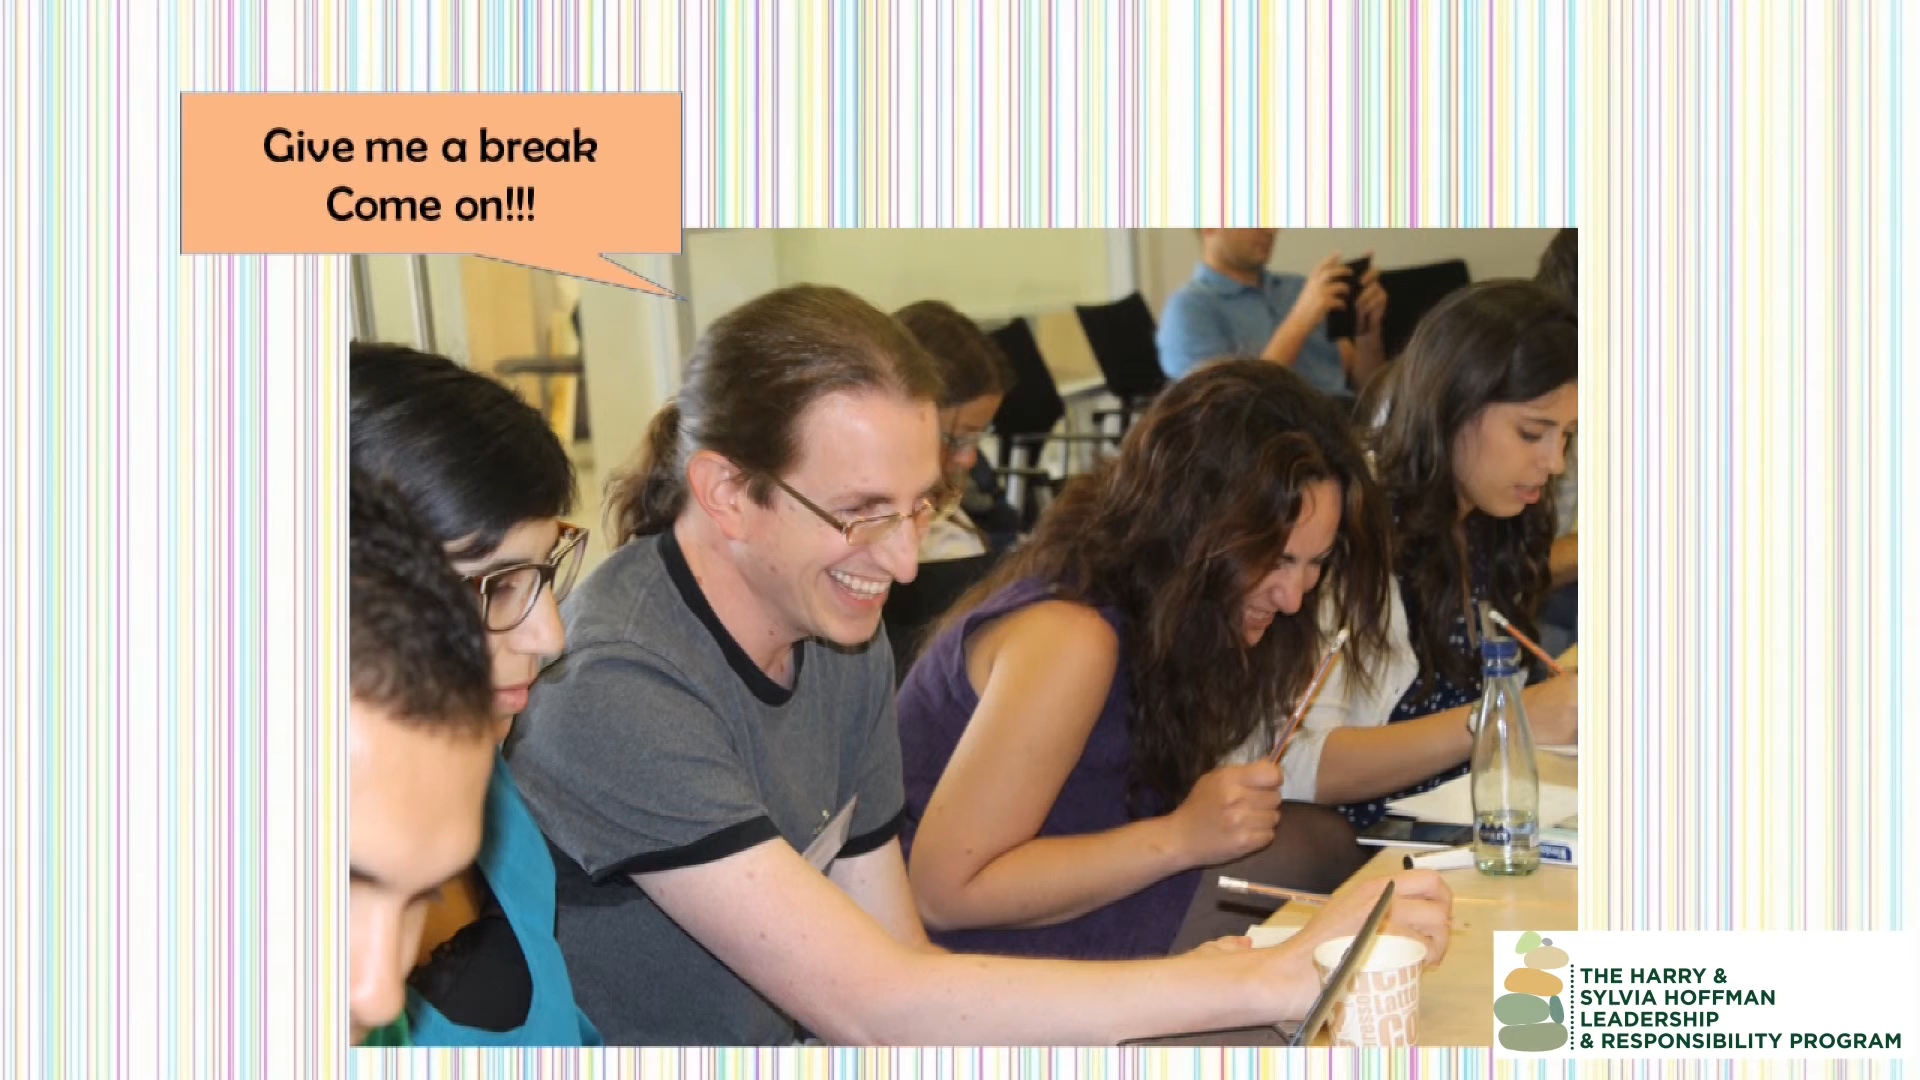 Give me a break
Come on!!!
THE HARRY &
SYLVIA HOFFMAN
LEADERSHIP
& RESPONSIBILITY PROGRAM